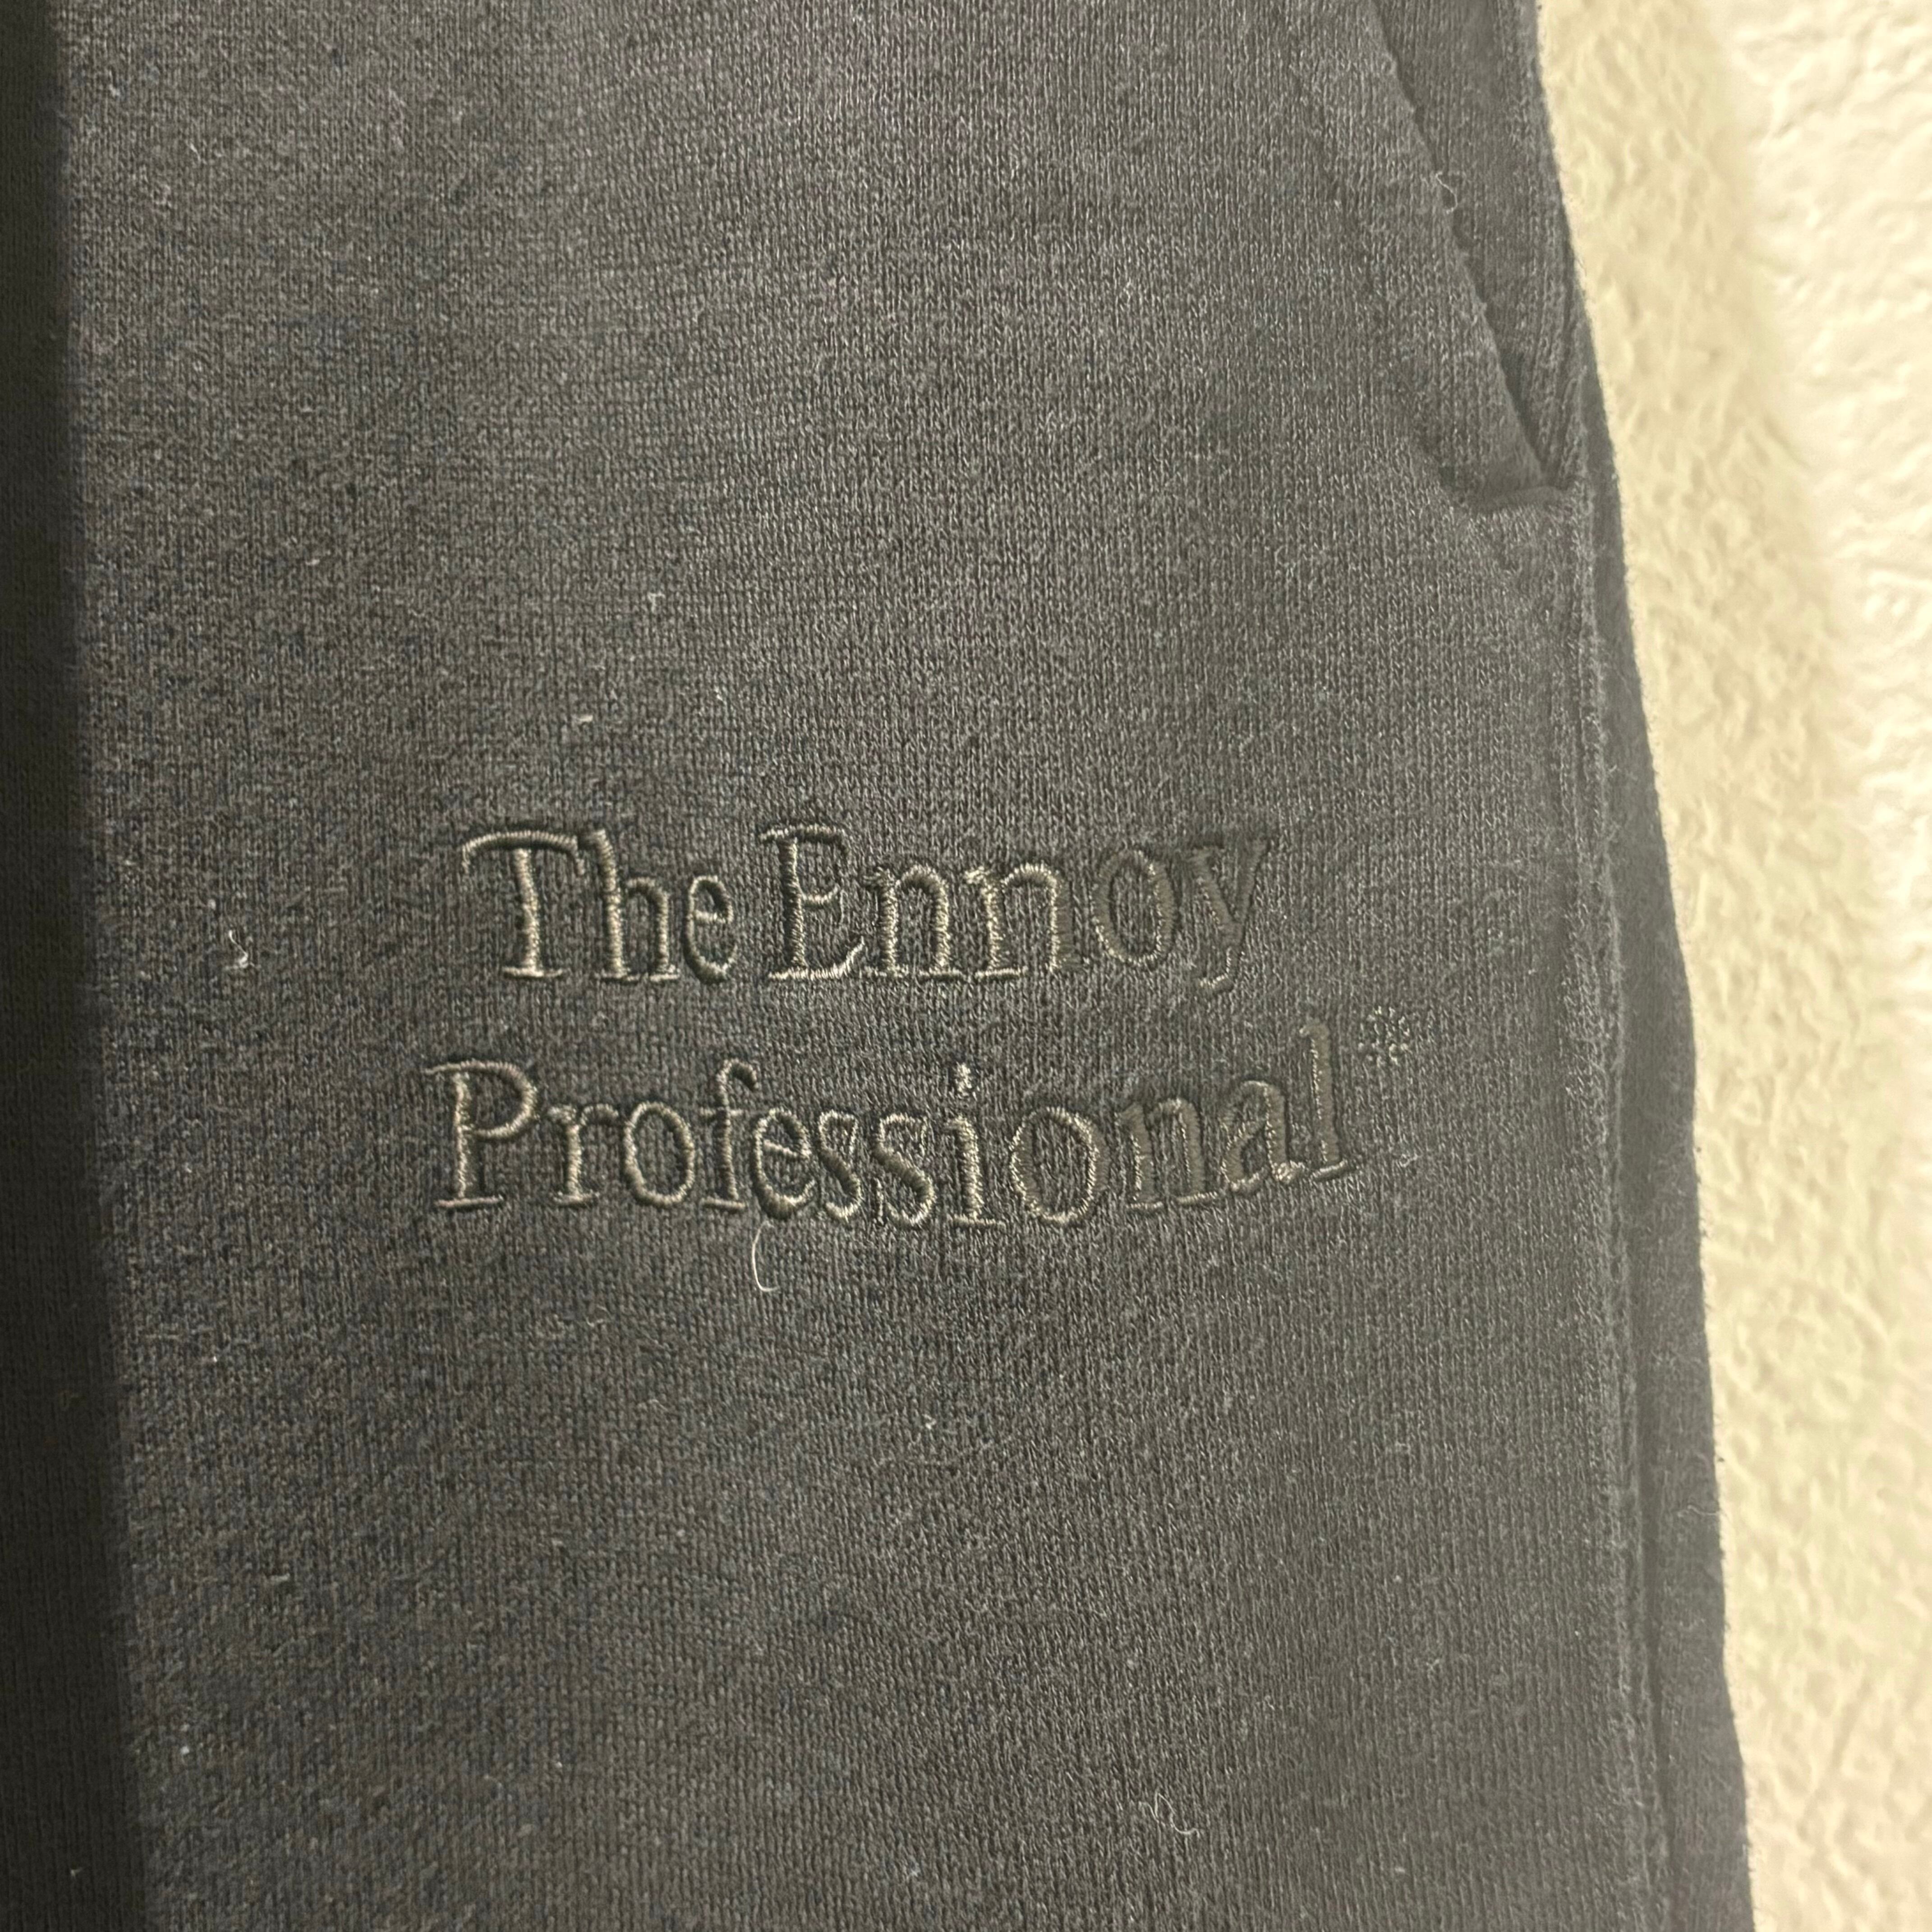 The Ennoy
Professional®